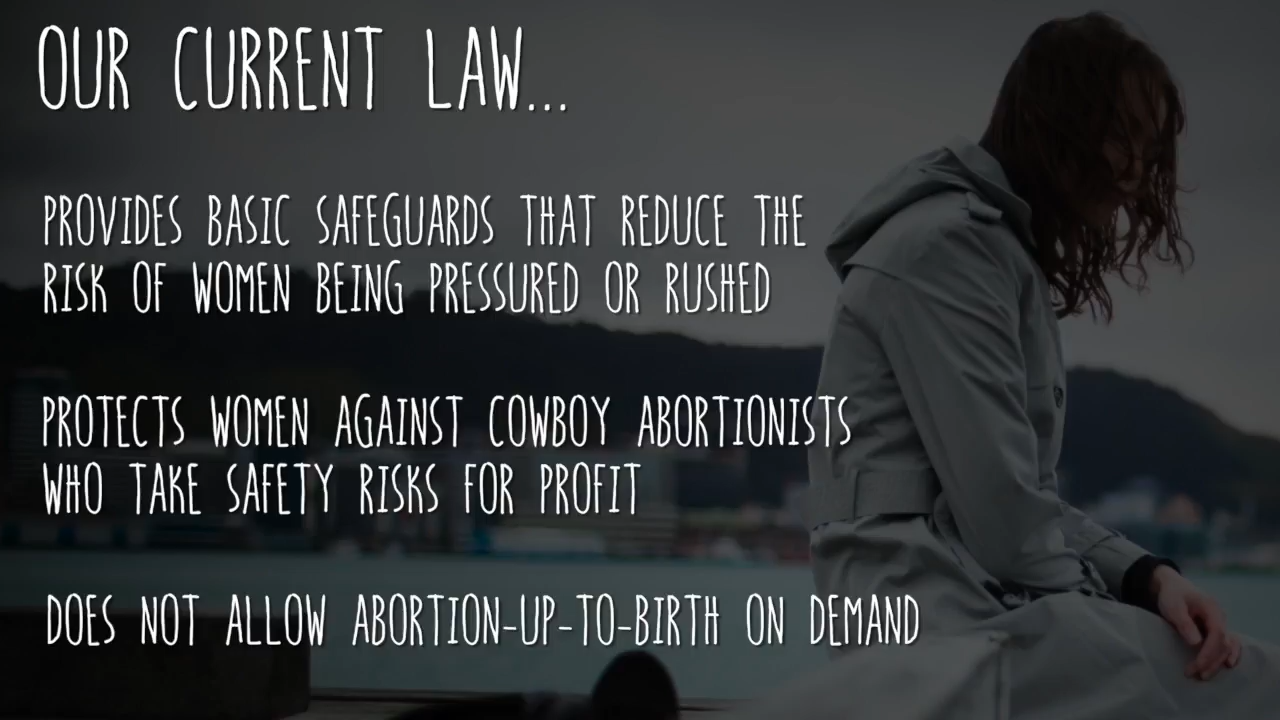 OUR CURRENT LAW...
PROVIDES BASIC SAFEGUARDS THAT REDUCE THE
RISK OF WOMEN BEING PRESSURED OR RUSHED
PROTECTS WOMEN AGAINST COWBOY ABORTIONISTS
WHO TAKE SAFETY RISKS FOR PROFIT
DOES NOT ALLOW ABORTION-UP-TO-BIRTH ON DEMAND